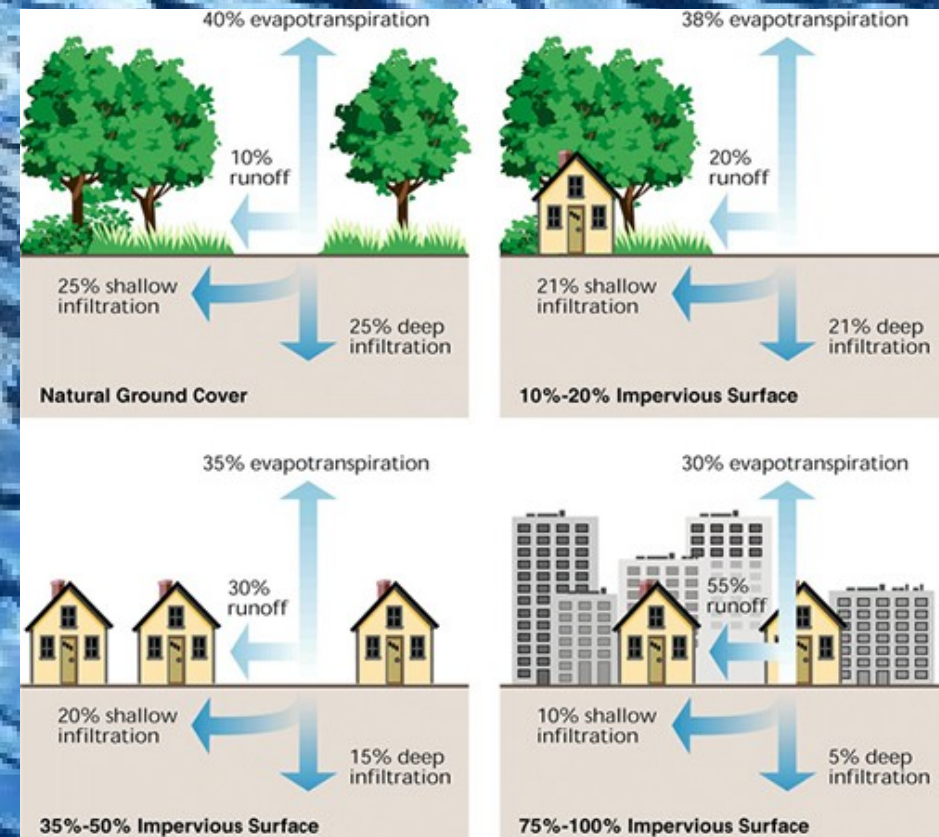 40% evapotranspiration
10%
runoff
25% shallow
infiltration
25% deep
infiltration
Natural Ground Cover
38% evapotranspiration
20%
runoff
21% shallow
infiltration
21% deep
infiltration
10%-20% Impervious Surface
35% evapotranspiration
30%
runoff
20% shallow
infiltration
15% deep
infiltration
35%-50% Impervious Surface
30% evapotranspiration
55%
runoff
10% shallow
infiltration
5% deep
infiltration
75%-100% Impervious Surface